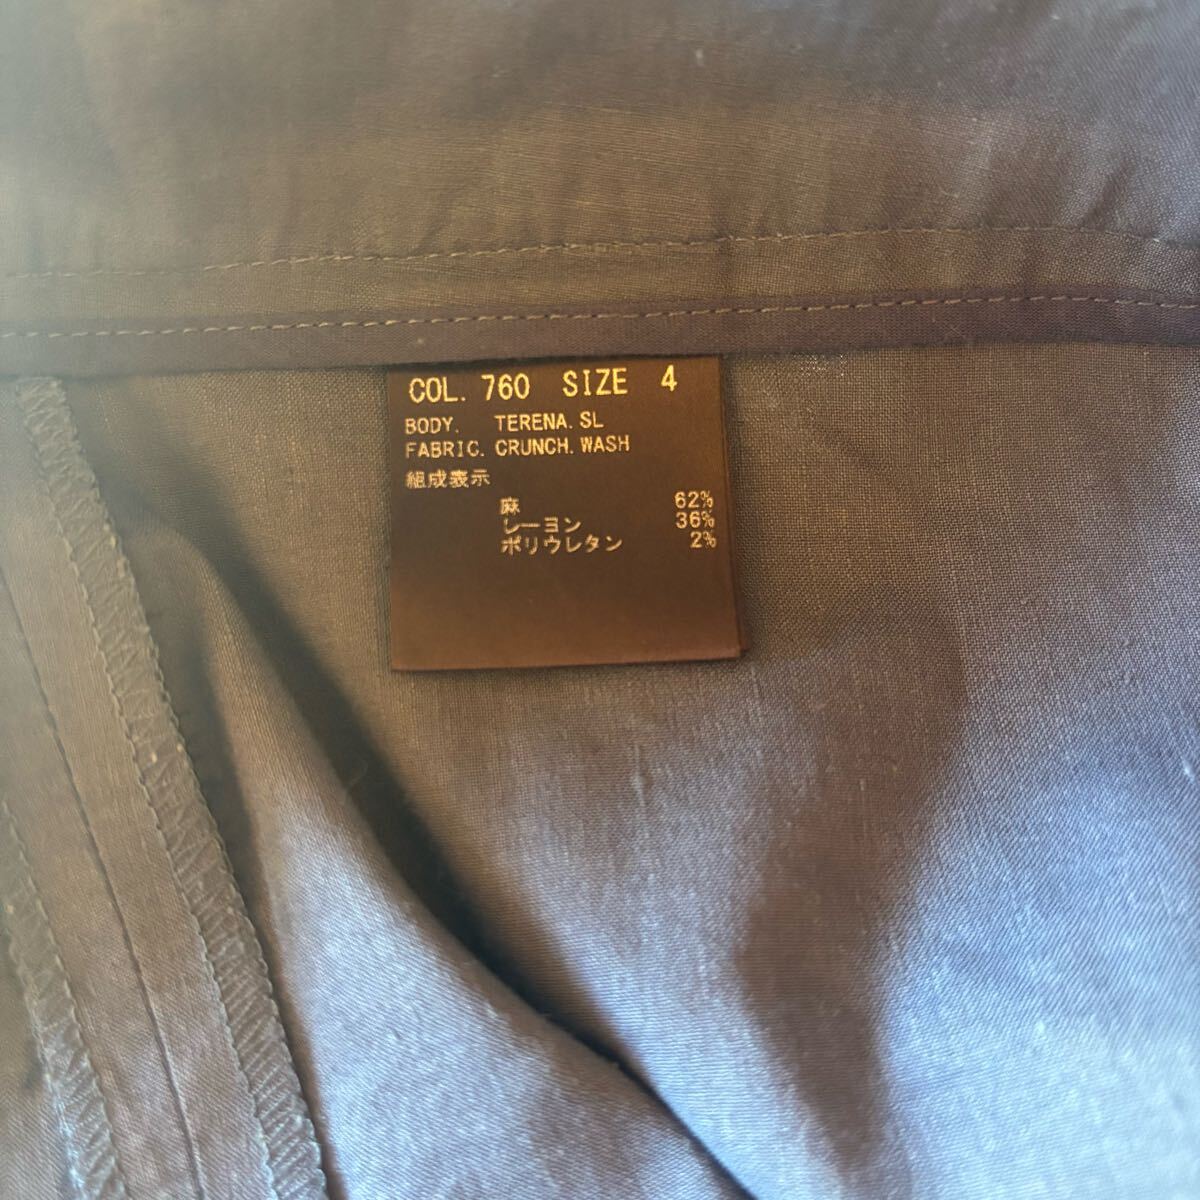 COL. 760 SIZE 4
BODY. TERENA. SL
FABRIC. CRUNCH. WASH
組成表示
麻 62%
レーヨン 36%
ポリウレタン 2%